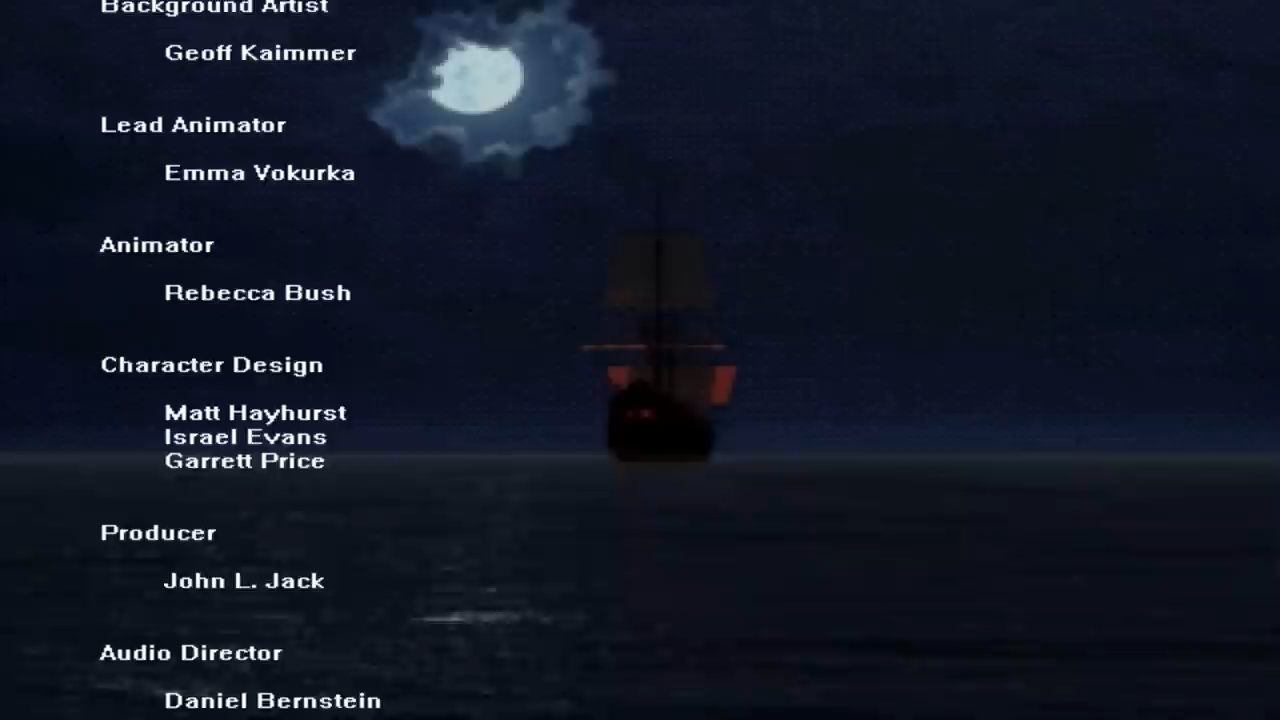 Background Artist
Geoff Kaimmer
Lead Animator
Emma Vokurka
Animator
Rebecca Bush
Character Design
Matt Hayhurst
Israel Evans
Garrett Price
Producer
John L. Jack
Audio Director
Daniel Bernstein